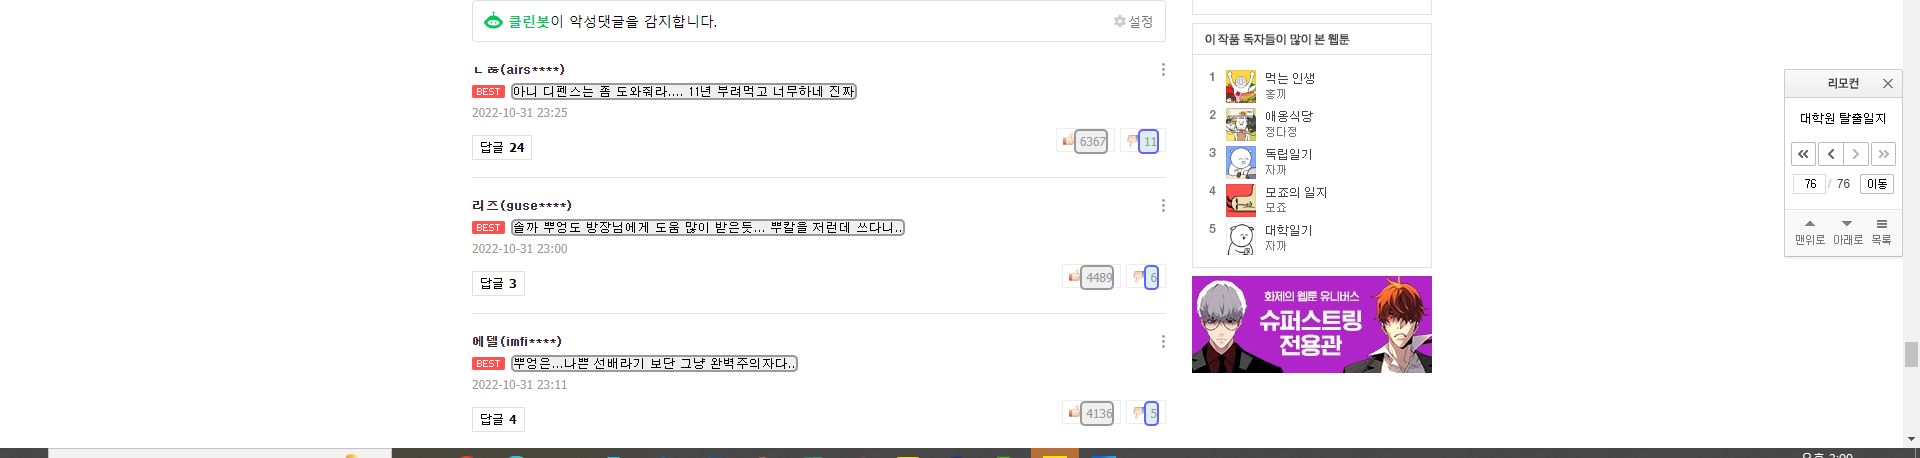 클린봇이 악성댓글을 감지합니다.
설정
ㄴㅎ(airs****)
BEST 아니 디펜스는 좀 도와줘라.... 11년 부려먹고 너무하네 진짜
2022-10-31 23:25
답글 24
6367 11
리즈(guse****)
BEST 솔까 뿌엉도 방장님에게 도움 많이 받은듯... 뿌칼을 저런데 쓰다니..
2022-10-31 23:00
답글 3
4489 6
에델(imfi****)
BEST 뿌엉은...나쁜 선배라기 보단 그냥 완벽주의자다..
2022-10-31 23:11
답글 4
4136 5
이 작품 독자들이 많이 본 웹툰
1 먹는 인생
홍끼
2 애옹식당
정다정
3 독립일기
자까
4 모죠의 일지
모죠
5 대학일기
자까
화제의 웹툰 유니버스
슈퍼스트링
전용관
리모컨
대학원 탈출일지
76 / 76 이동
맨위로 아래로 목록